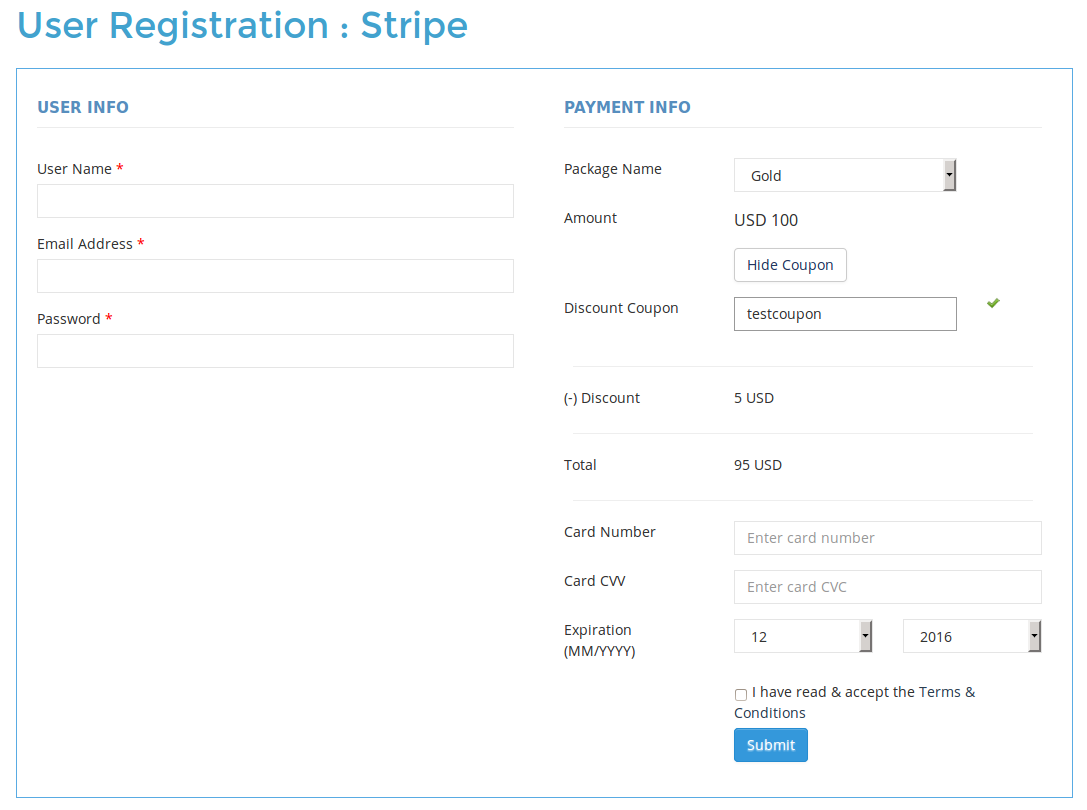 User Registration : Stripe
USER INFO
User Name *
Email Address *
Password *
PAYMENT INFO
Package Name
Gold
Amount
USD 100
Hide Coupon
Discount Coupon
testcoupon
(-) Discount
5 USD
Total
95 USD
Card Number
Enter card number
Card CVV
Enter card CVC
Expiration
(MM/YYYY)
12
2016
I have read & accept the Terms &
Conditions
Submit